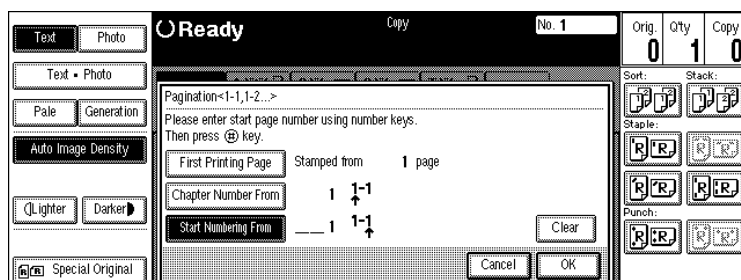 Text Photo
Text • Photo
Pale Generation
Auto Image Density
Lighter Darker
Special Original
Ready
Copy
No. 1
Orig. Q'ty Copy
0 1 0
Pagination<1-1,1-2...>
Please enter start page number using number keys.
Then press (#) key.
First Printing Page Stamped from 1 page
Chapter Number From 1 1-1
Start Numbering From __1 1-1
Clear
Cancel OK
Sort: Stack:
Staple:
Punch: